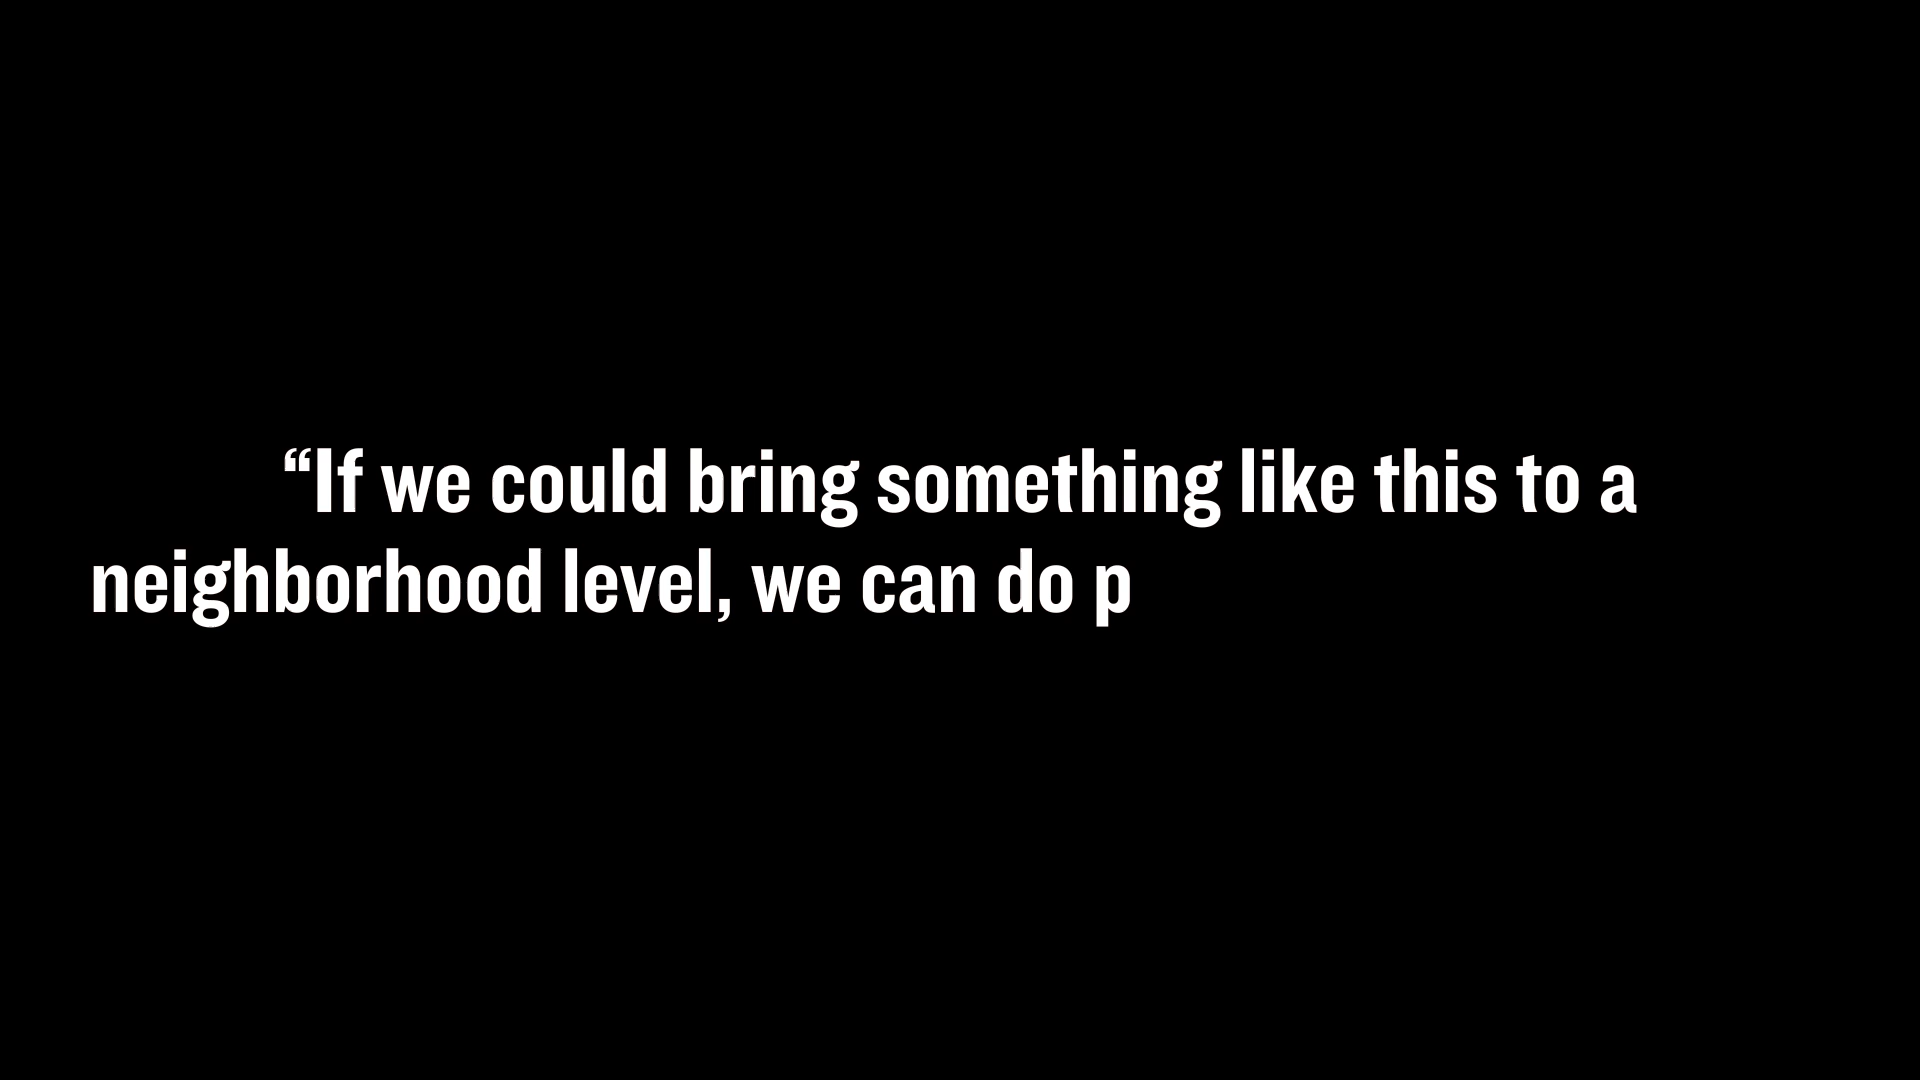 “If we could bring something like this to a
neighborhood level, we can do p